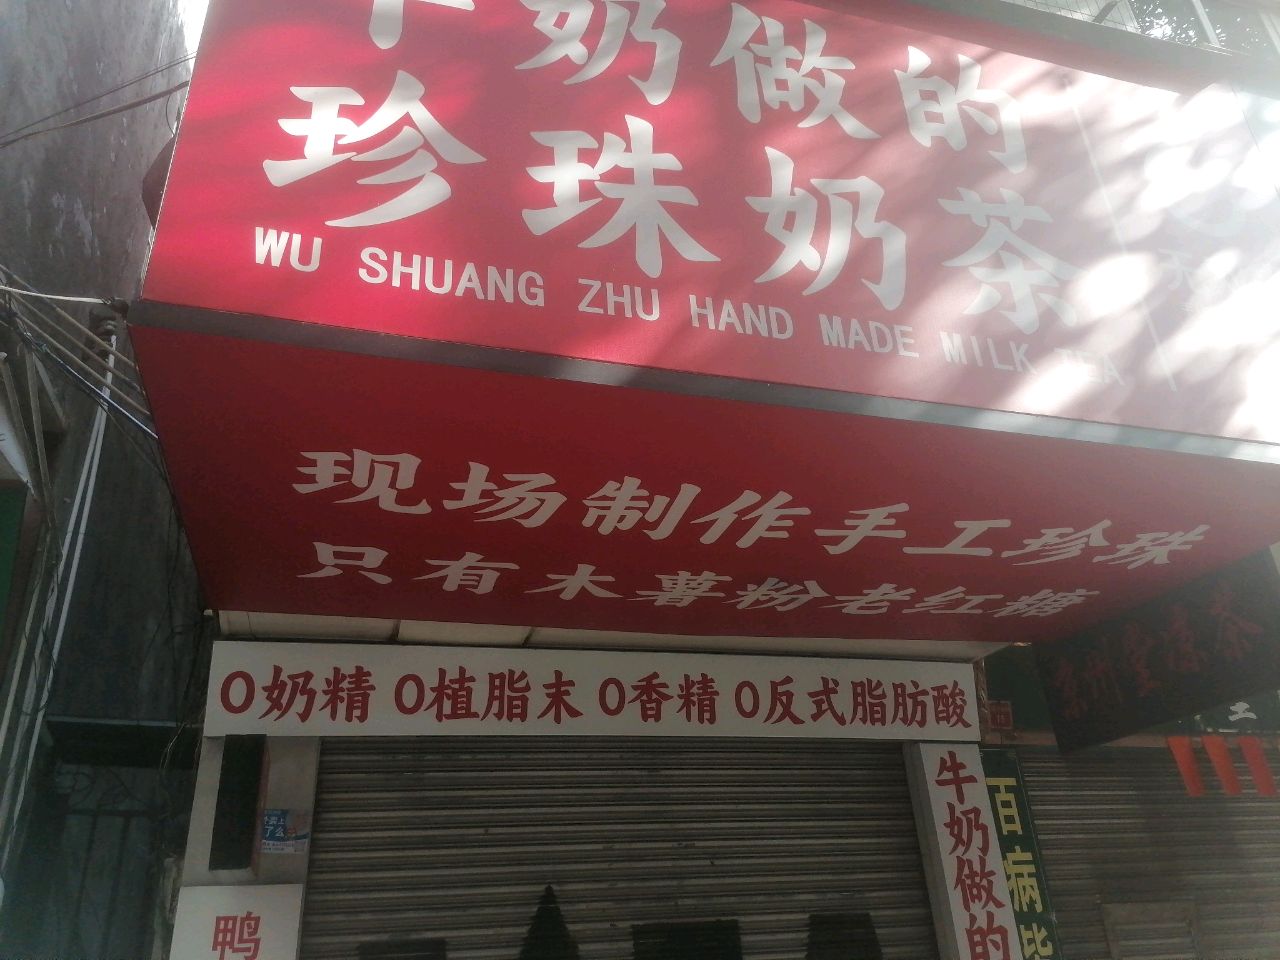 牛奶做的
珍珠奶茶
WU SHUANG ZHU HAND MADE MILK TEA
现场制作手工珍珠
只有木薯粉老红糖
0奶精 0植脂末 0香精 0反式脂肪酸
牛奶做的
百病
鸭